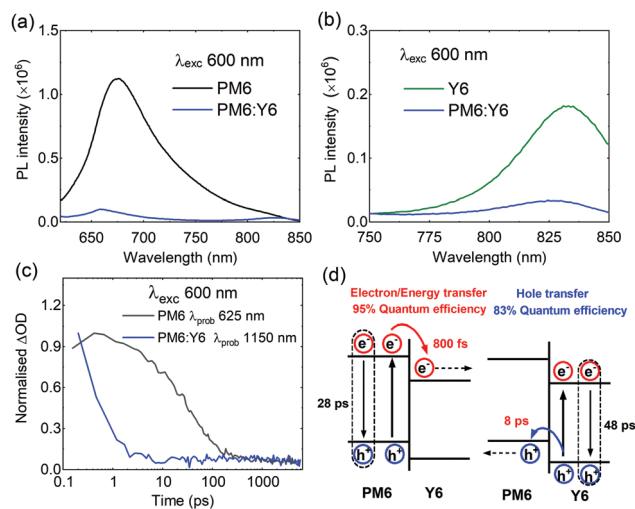 (a)
λexc 600 nm
PM6
PM6:Y6
PL intensity (×10⁶)
1.5
1.0
0.5
0.0
650 700 750 800 850
Wavelength (nm)
(b)
λexc 600 nm
Y6
PM6:Y6
PL intensity (×10⁶)
0.3
0.2
0.1
0.0
750 775 800 825 850
Wavelength (nm)
(c)
λexc 600 nm
PM6 λprob 625 nm
PM6:Y6 λprob 1150 nm
Normalised ΔOD
1.2
0.9
0.6
0.3
0.0
0.1 1 10 100 1000
Time (ps)
(d)
Electron/Energy transfer
95% Quantum efficiency
e⁻ e⁻
800 fs
e⁻
28 ps
h⁺ h⁺
PM6 Y6
Hole transfer
83% Quantum efficiency
e⁻ e⁻
8 ps
48 ps
h⁺
h⁺ h⁺
PM6 Y6